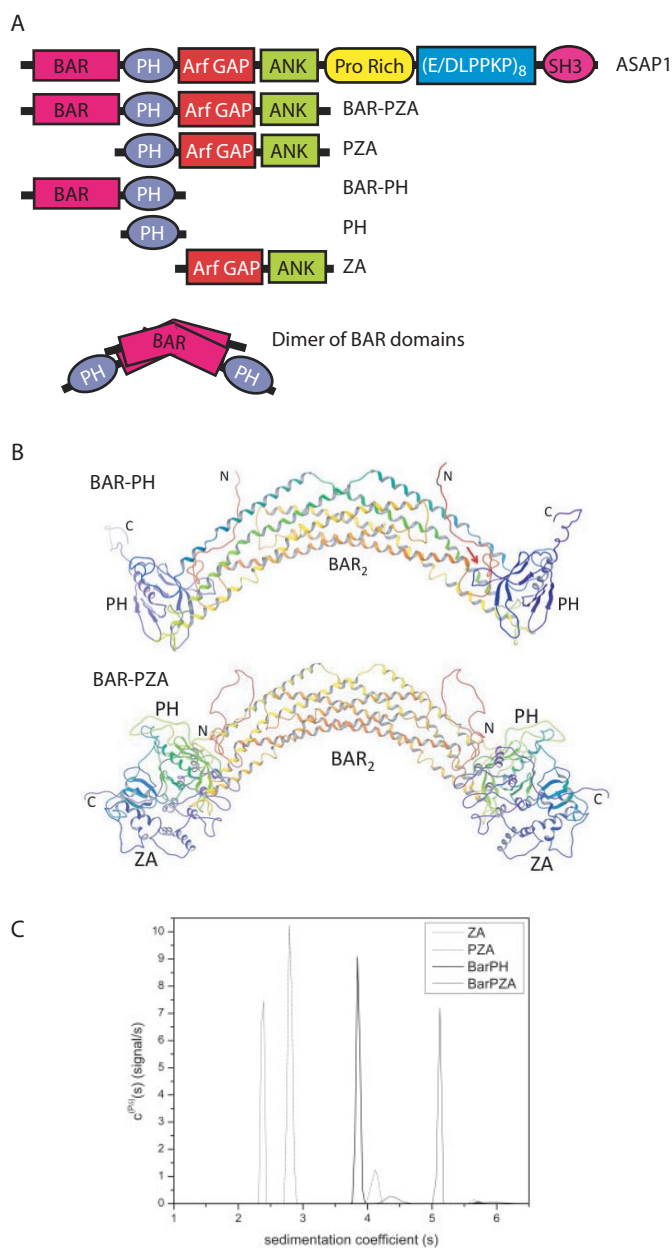 A
BAR PH Arf GAP ANK Pro Rich (E/DLPPKP)8 SH3 ASAP1
BAR PH Arf GAP ANK BAR-PZA
PH Arf GAP ANK PZA
BAR PH BAR-PH
PH PH
Arf GAP ANK ZA
BAR Dimer of BAR domains
PH PH
B
BAR-PH N N
C C
BAR2
PH PH
BAR-PZA
PH PH
N N
BAR2
C C
ZA ZA
C
10 ZA
9 PZA
8 BarPH
7 BarPZA
6
5
4
3
2
1
0
c(Pδ)(s) (signal/s)
1 2 3 4 5 6
sedimentation coefficient (s)